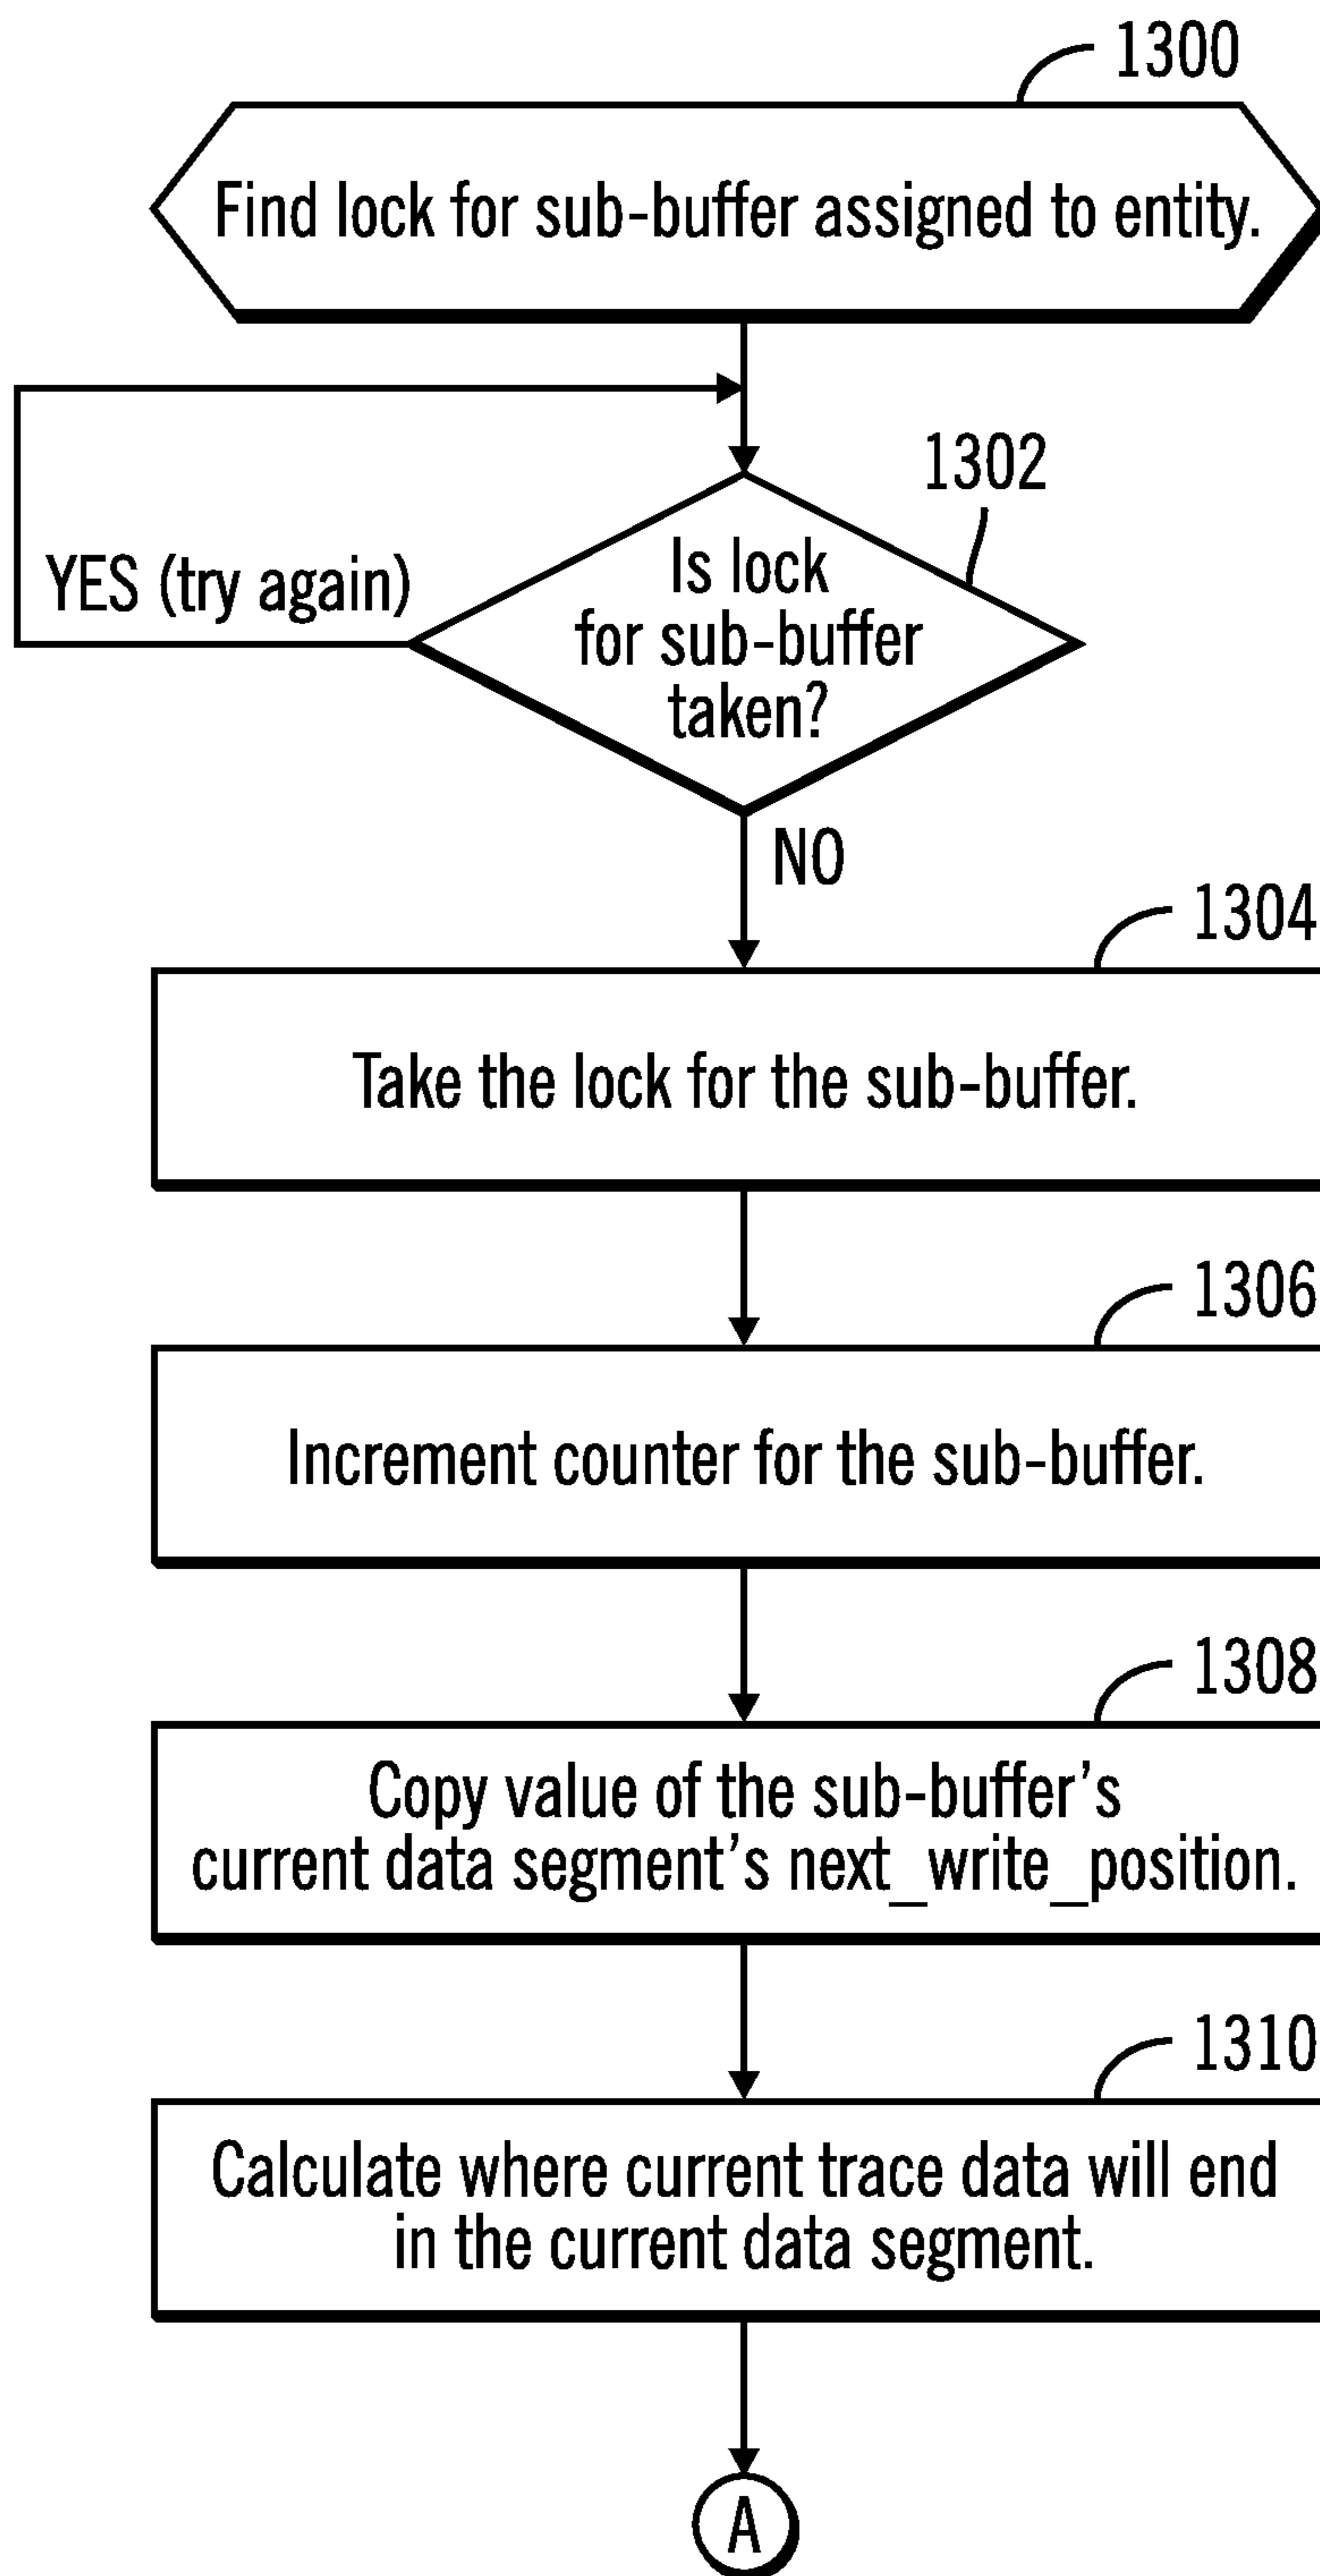 1300
Find lock for sub-buffer assigned to entity.
1302
Is lock
for sub-buffer
taken?
YES (try again)
NO
1304
Take the lock for the sub-buffer.
1306
Increment counter for the sub-buffer.
1308
Copy value of the sub-buffer’s
current data segment’s next_write_position.
1310
Calculate where current trace data will end
in the current data segment.
A